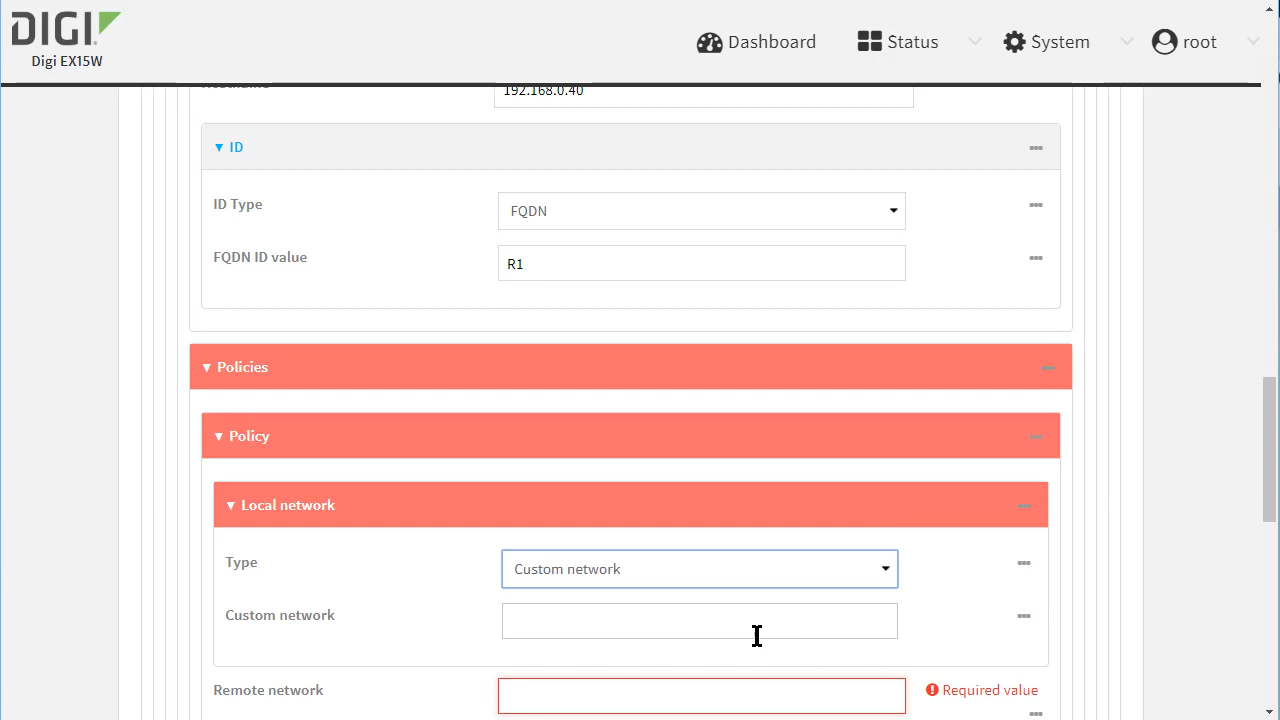 DIGI.
Digi EX15W
Dashboard
Status
System
root
192.168.0.40
▼ ID
ID Type
FQDN
FQDN ID value
R1
▼ Policies
▼ Policy
▼ Local network
Type
Custom network
Custom network
Remote network
Required value